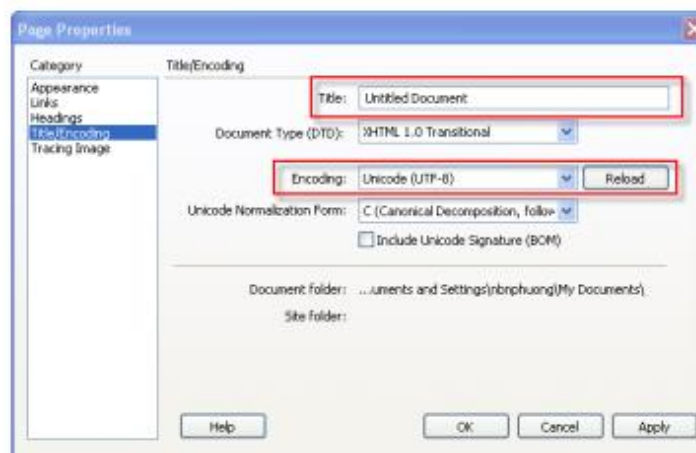 Page Properties
Category
Appearance
Links
Headings
Title/Encoding
Tracing Image
Title/Encoding
Title: Untitled Document
Document Type (DTD): XHTML 1.0 Transitional
Encoding: Unicode (UTF-8) Reload
Unicode Normalization Form: C (Canonical Decomposition, follow
Include Unicode Signature (BOM)
Document folder: ...uments and Settings\nbnphuong\My Documents\
Site folder:
Help OK Cancel Apply